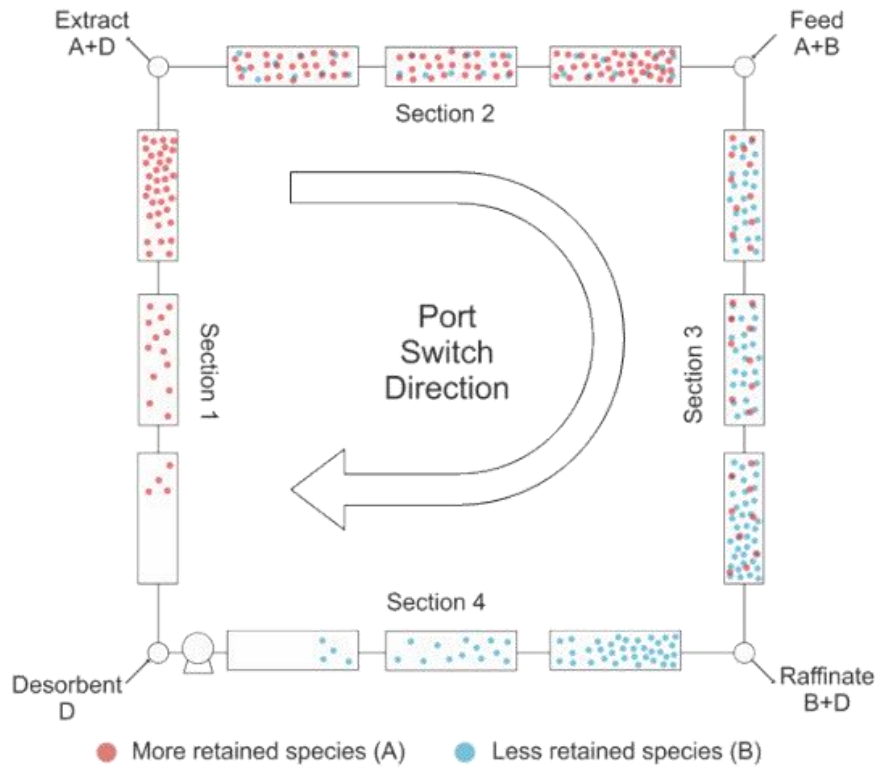 Extract
A+D
Feed
A+B
Section 2
Section 1
Port
Switch
Direction
Section 3
Section 4
Desorbent
D
Raffinate
B+D
More retained species (A)
Less retained species (B)